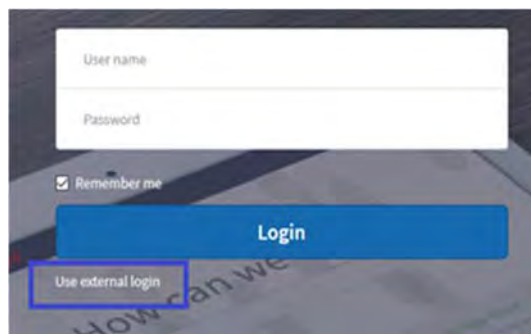 User name
Password
Remember me
Login
Use external login
How can we